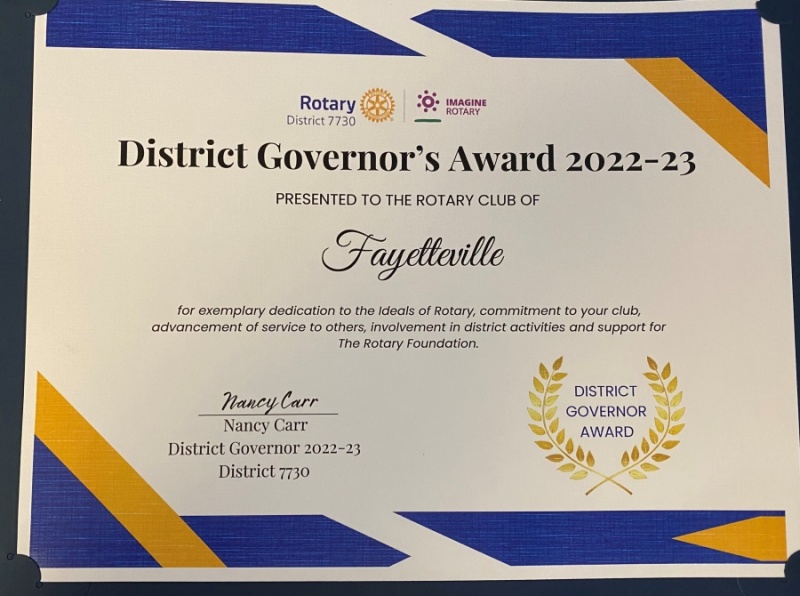 Rotary
District 7730
IMAGINE
ROTARY
District Governor's Award 2022-23
PRESENTED TO THE ROTARY CLUB OF
Fayetteville
for exemplary dedication to the Ideals of Rotary, commitment to your club,
advancement of service to others, involvement in district activities and support for
The Rotary Foundation.
Nancy Carr
Nancy Carr
District Governor 2022-23
District 7730
DISTRICT
GOVERNOR
AWARD